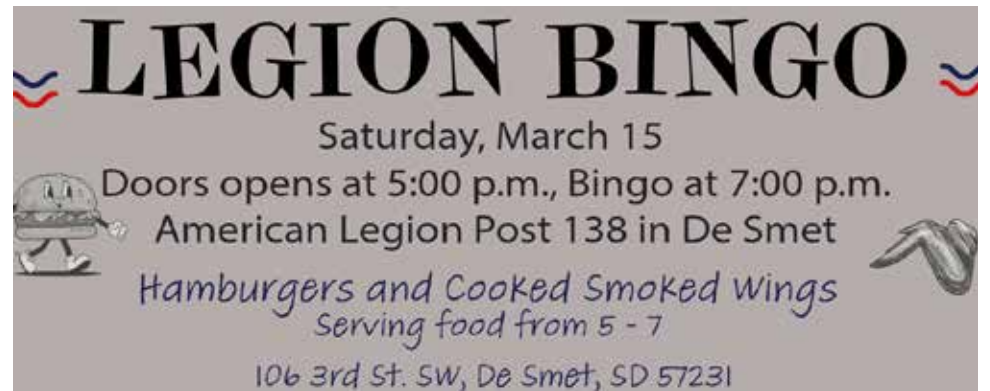 LEGION BINGO
Saturday, March 15
Doors opens at 5:00 p.m., Bingo at 7:00 p.m.
American Legion Post 138 in De Smet
Hamburgers and Cooked Smoked Wings
Serving food from 5 - 7
106 3rd St. SW, De Smet, SD 57231